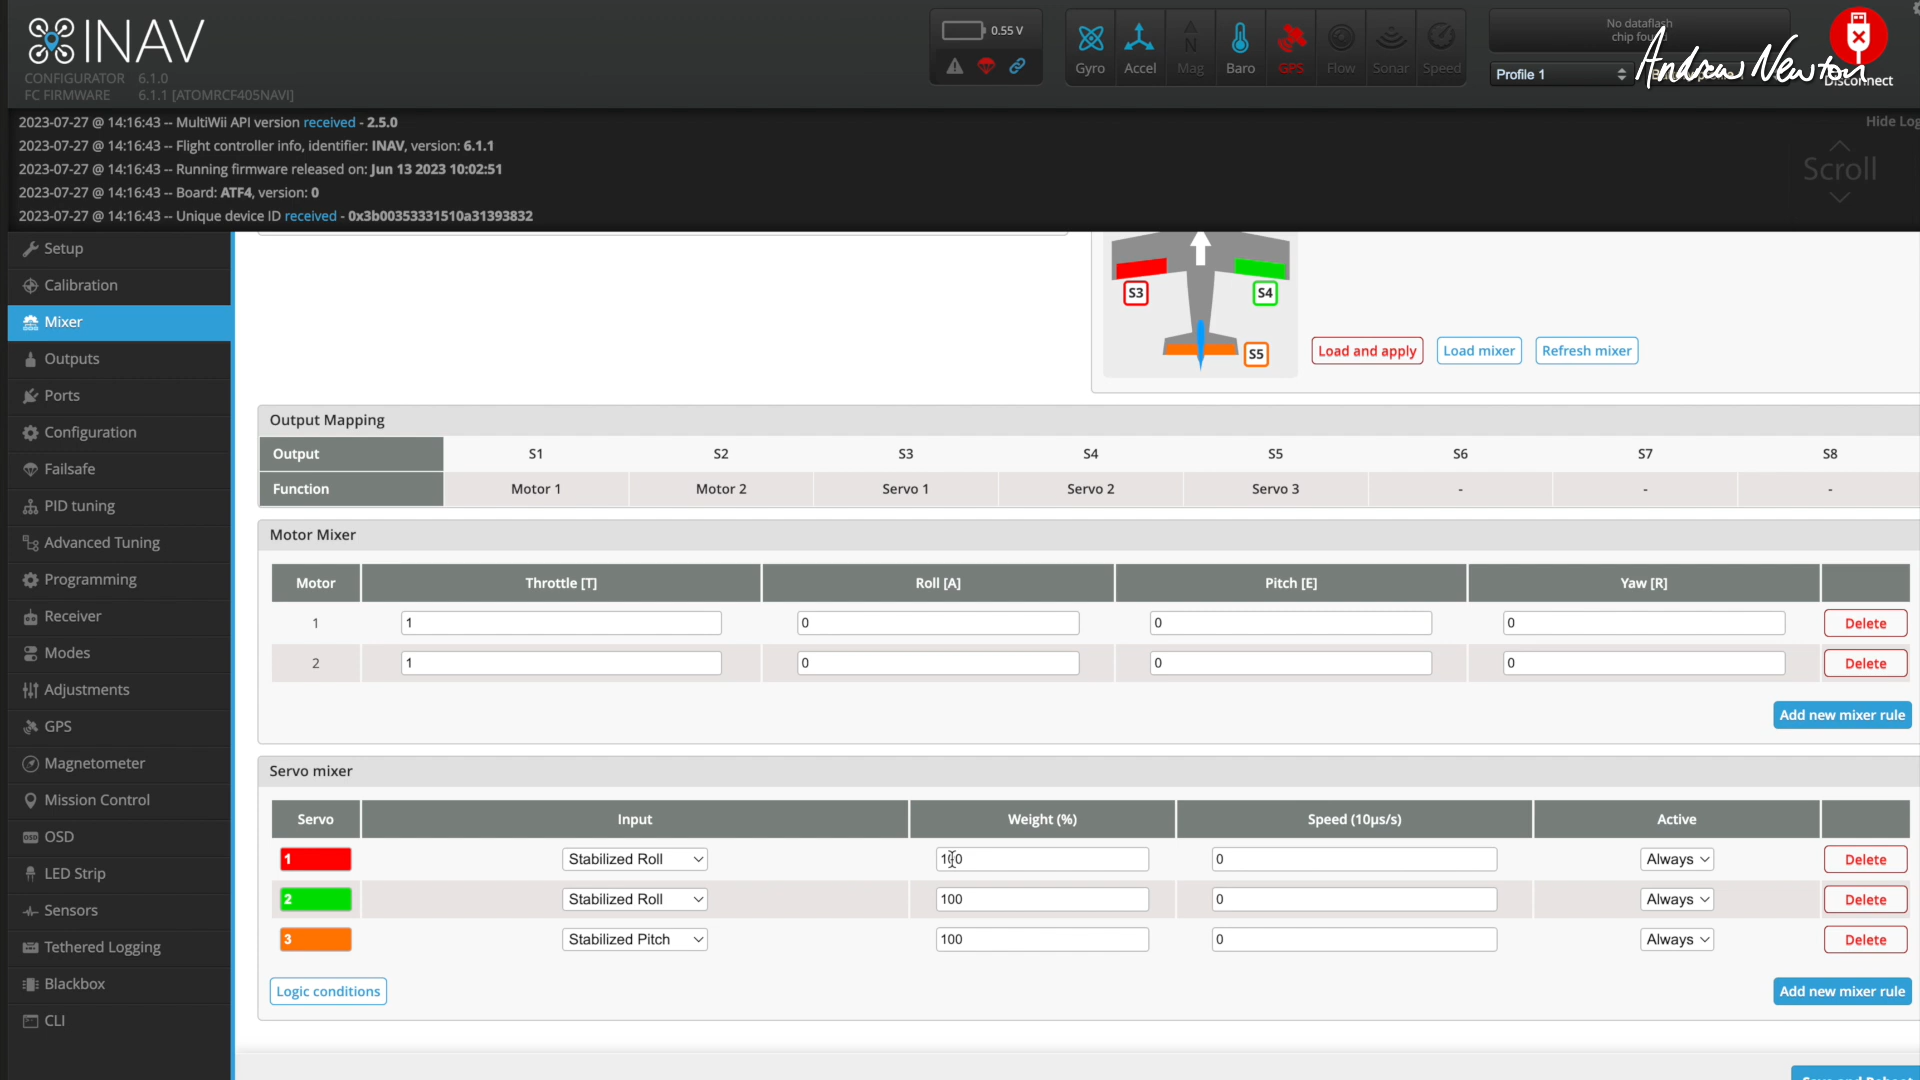 INAV
CONFIGURATOR 6.1.0
FC FIRMWARE 6.1.1 [ATOMRCF405NAVI]
0.55 V
Gyro
Accel
Mag
Baro
GPS
Flow
Sonar
Speed
No dataflash
chip found
Profile 1
Andrew Newton
Disconnect
2023-07-27 @ 14:16:43 -- MultiWii API version received - 2.5.0
2023-07-27 @ 14:16:43 -- Flight controller info, identifier: INAV, version: 6.1.1
2023-07-27 @ 14:16:43 -- Running firmware released on: Jun 13 2023 10:02:51
2023-07-27 @ 14:16:43 -- Board: ATF4, version: 0
2023-07-27 @ 14:16:43 -- Unique device ID received - 0x3b00353331510a31393832
Hide Log
Scroll
Setup
Calibration
Mixer
Outputs
Ports
Configuration
Failsafe
PID tuning
Advanced Tuning
Programming
Receiver
Modes
Adjustments
GPS
Magnetometer
Mission Control
OSD
LED Strip
Sensors
Tethered Logging
Blackbox
CLI
S3 S4
S5
Load and apply Load mixer Refresh mixer
Output Mapping
Output S1 S2 S3 S4 S5 S6 S7 S8
Function Motor 1 Motor 2 Servo 1 Servo 2 Servo 3 - - -
Motor Mixer
Motor Throttle [T] Roll [A] Pitch [E] Yaw [R]
1 1 0 0 0 Delete
2 1 0 0 0 Delete
Add new mixer rule
Servo mixer
Servo Input Weight (%) Speed (10µs/s) Active
1 Stabilized Roll 100 0 Always Delete
2 Stabilized Roll 100 0 Always Delete
3 Stabilized Pitch 100 0 Always Delete
Logic conditions Add new mixer rule